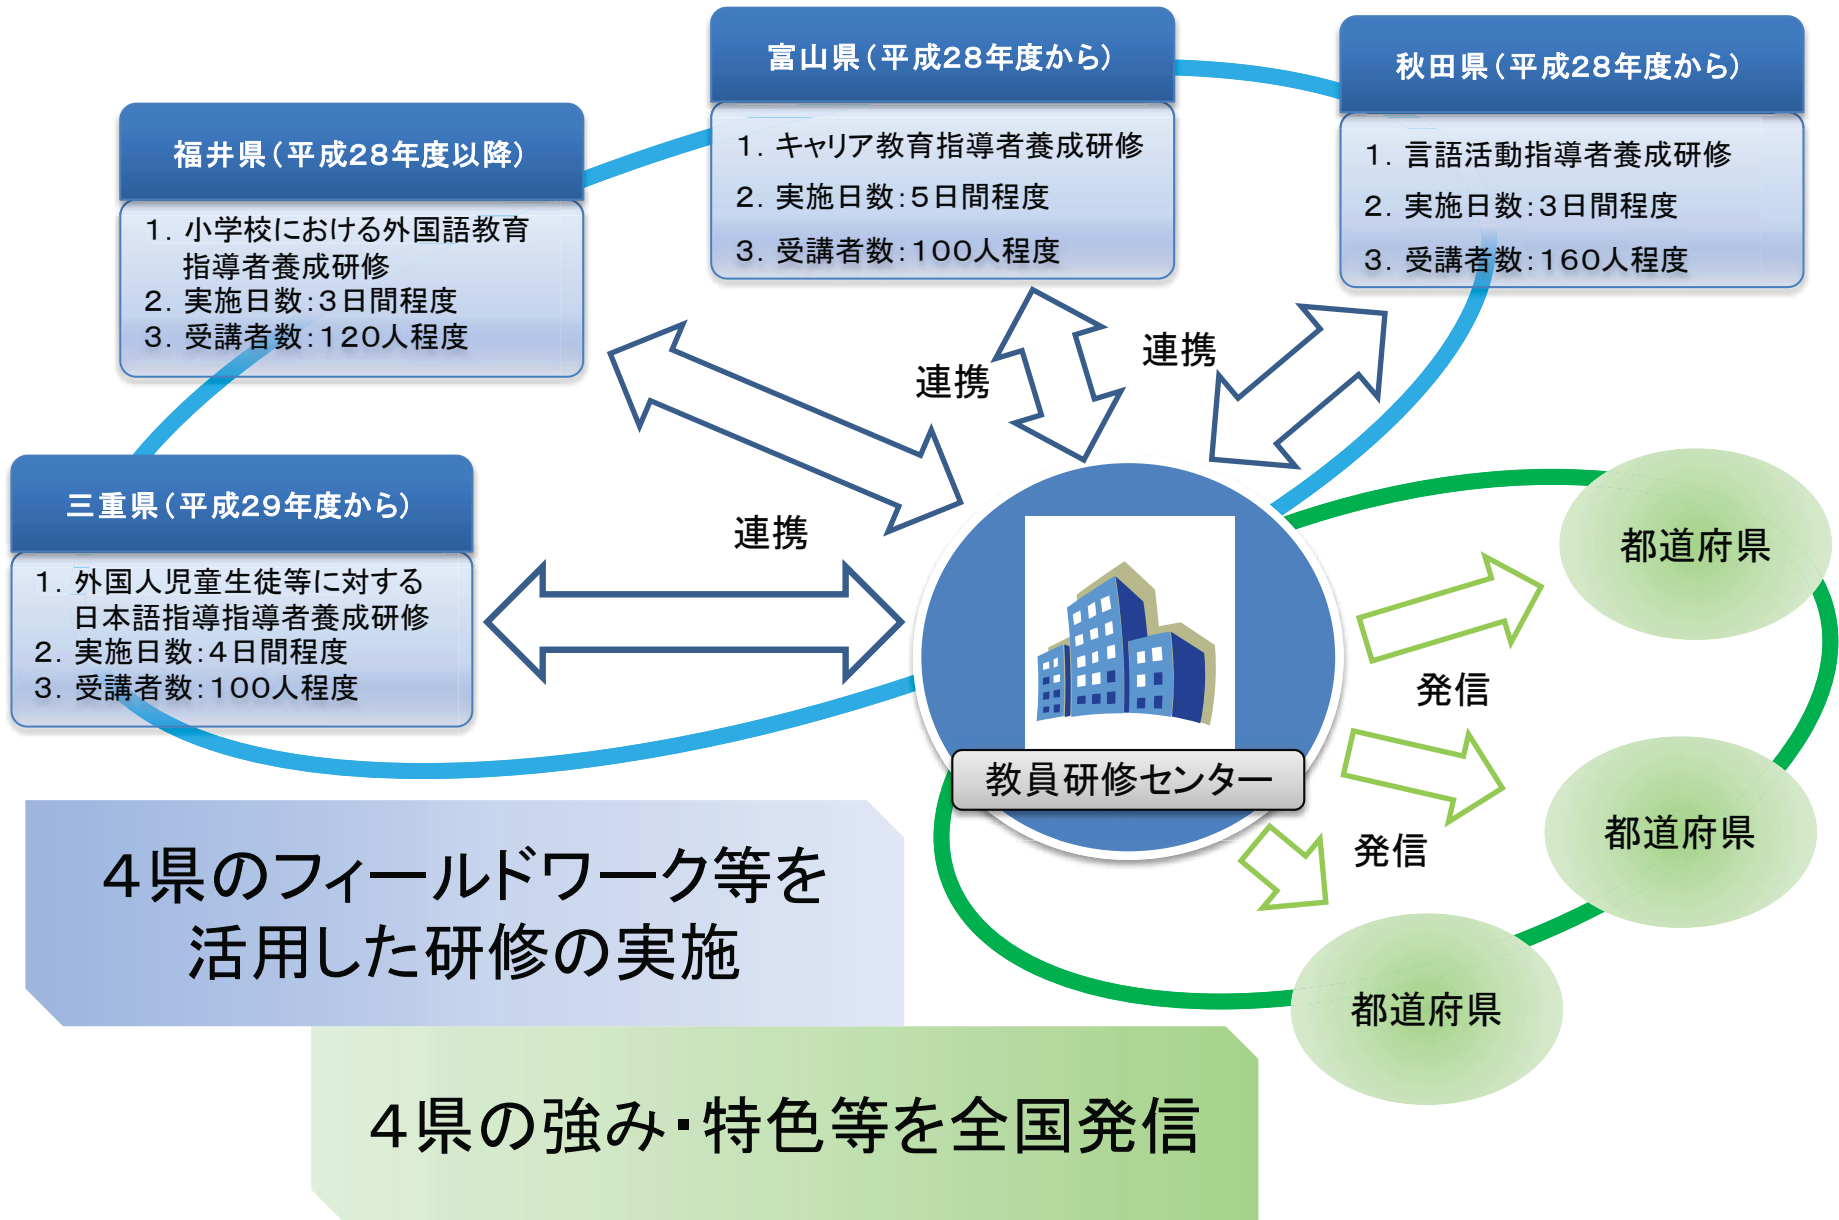 富山県（平成２８年度から）
１．キャリア教育指導者養成研修
２．実施日数：５日間程度
３．受講者数：１００人程度
秋田県（平成２８年度から）
１．言語活動指導者養成研修
２．実施日数：３日間程度
３．受講者数：１６０人程度
福井県（平成２８年度以降）
１．小学校における外国語教育
指導者養成研修
２．実施日数：３日間程度
３．受講者数：１２０人程度
連携
連携
三重県（平成２９年度から）
１．外国人児童生徒等に対する
日本語指導指導者養成研修
２．実施日数：４日間程度
３．受講者数：１００人程度
連携
教員研修センター
都道府県
発信
都道府県
発信
都道府県
４県のフィールドワーク等を
活用した研修の実施
４県の強み・特色等を全国発信